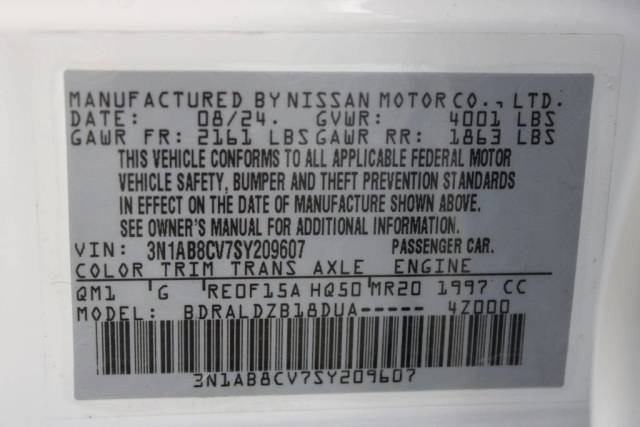 MANUFACTURED BY NISSAN MOTOR CO., LTD.
DATE: 08/24. GVWR: 4001 LBS
GAWR FR: 2161 LBS GAWR RR: 1863 LBS
THIS VEHICLE CONFORMS TO ALL APPLICABLE FEDERAL MOTOR
VEHICLE SAFETY, BUMPER AND THEFT PREVENTION STANDARDS
IN EFFECT ON THE DATE OF MANUFACTURE SHOWN ABOVE.
SEE OWNER'S MANUAL FOR ADDITIONAL INFORMATION.
VIN: 3N1AB8CV7SY209607 PASSENGER CAR.
COLOR TRIM TRANS AXLE ENGINE
QM1 G RE0F15A HQ50 MR20 1997 CC
MODEL: BDRALDZB18DUA----- 4Z000
3N1AB8CV7SY209607